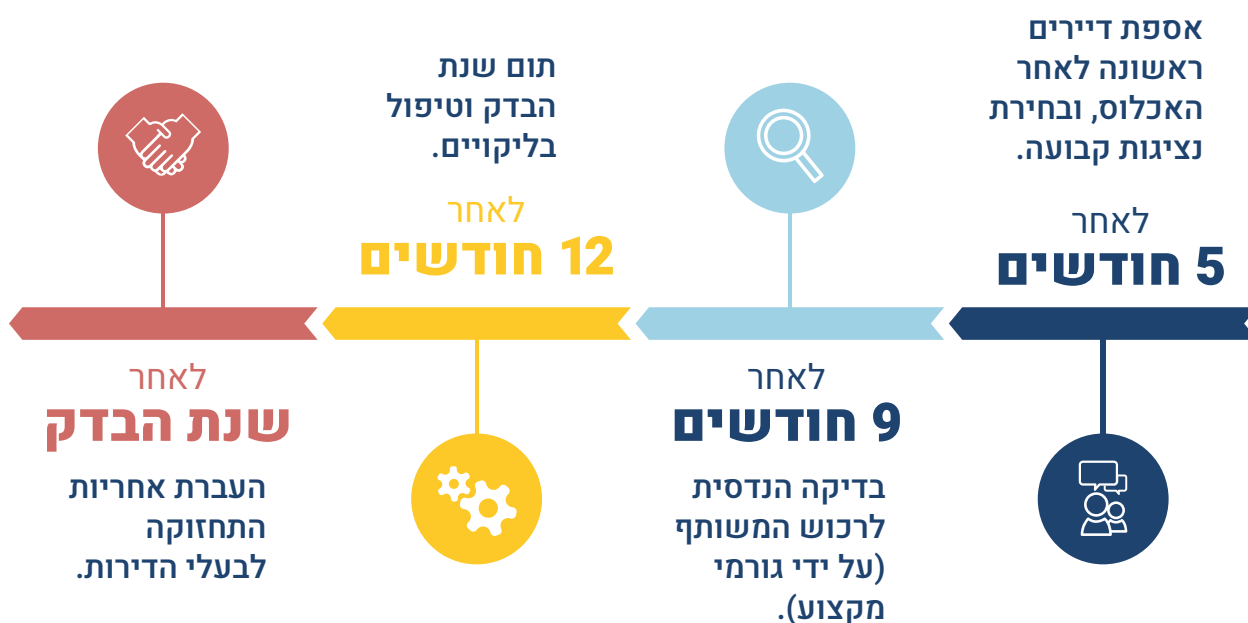 אספת דיירים
ראשונה לאחר
האכלוס, ובחירת
נציגות קבועה.
לאחר
5 חודשים
לאחר
9 חודשים
בדיקה הנדסית
לרכוש המשותף
(על ידי גורמי
מקצוע).
תום שנת
הבדק וטיפול
בליקויים.
לאחר
12 חודשים
לאחר
שנת הבדק
העברת אחריות
התחזוקה
לבעלי הדירות.